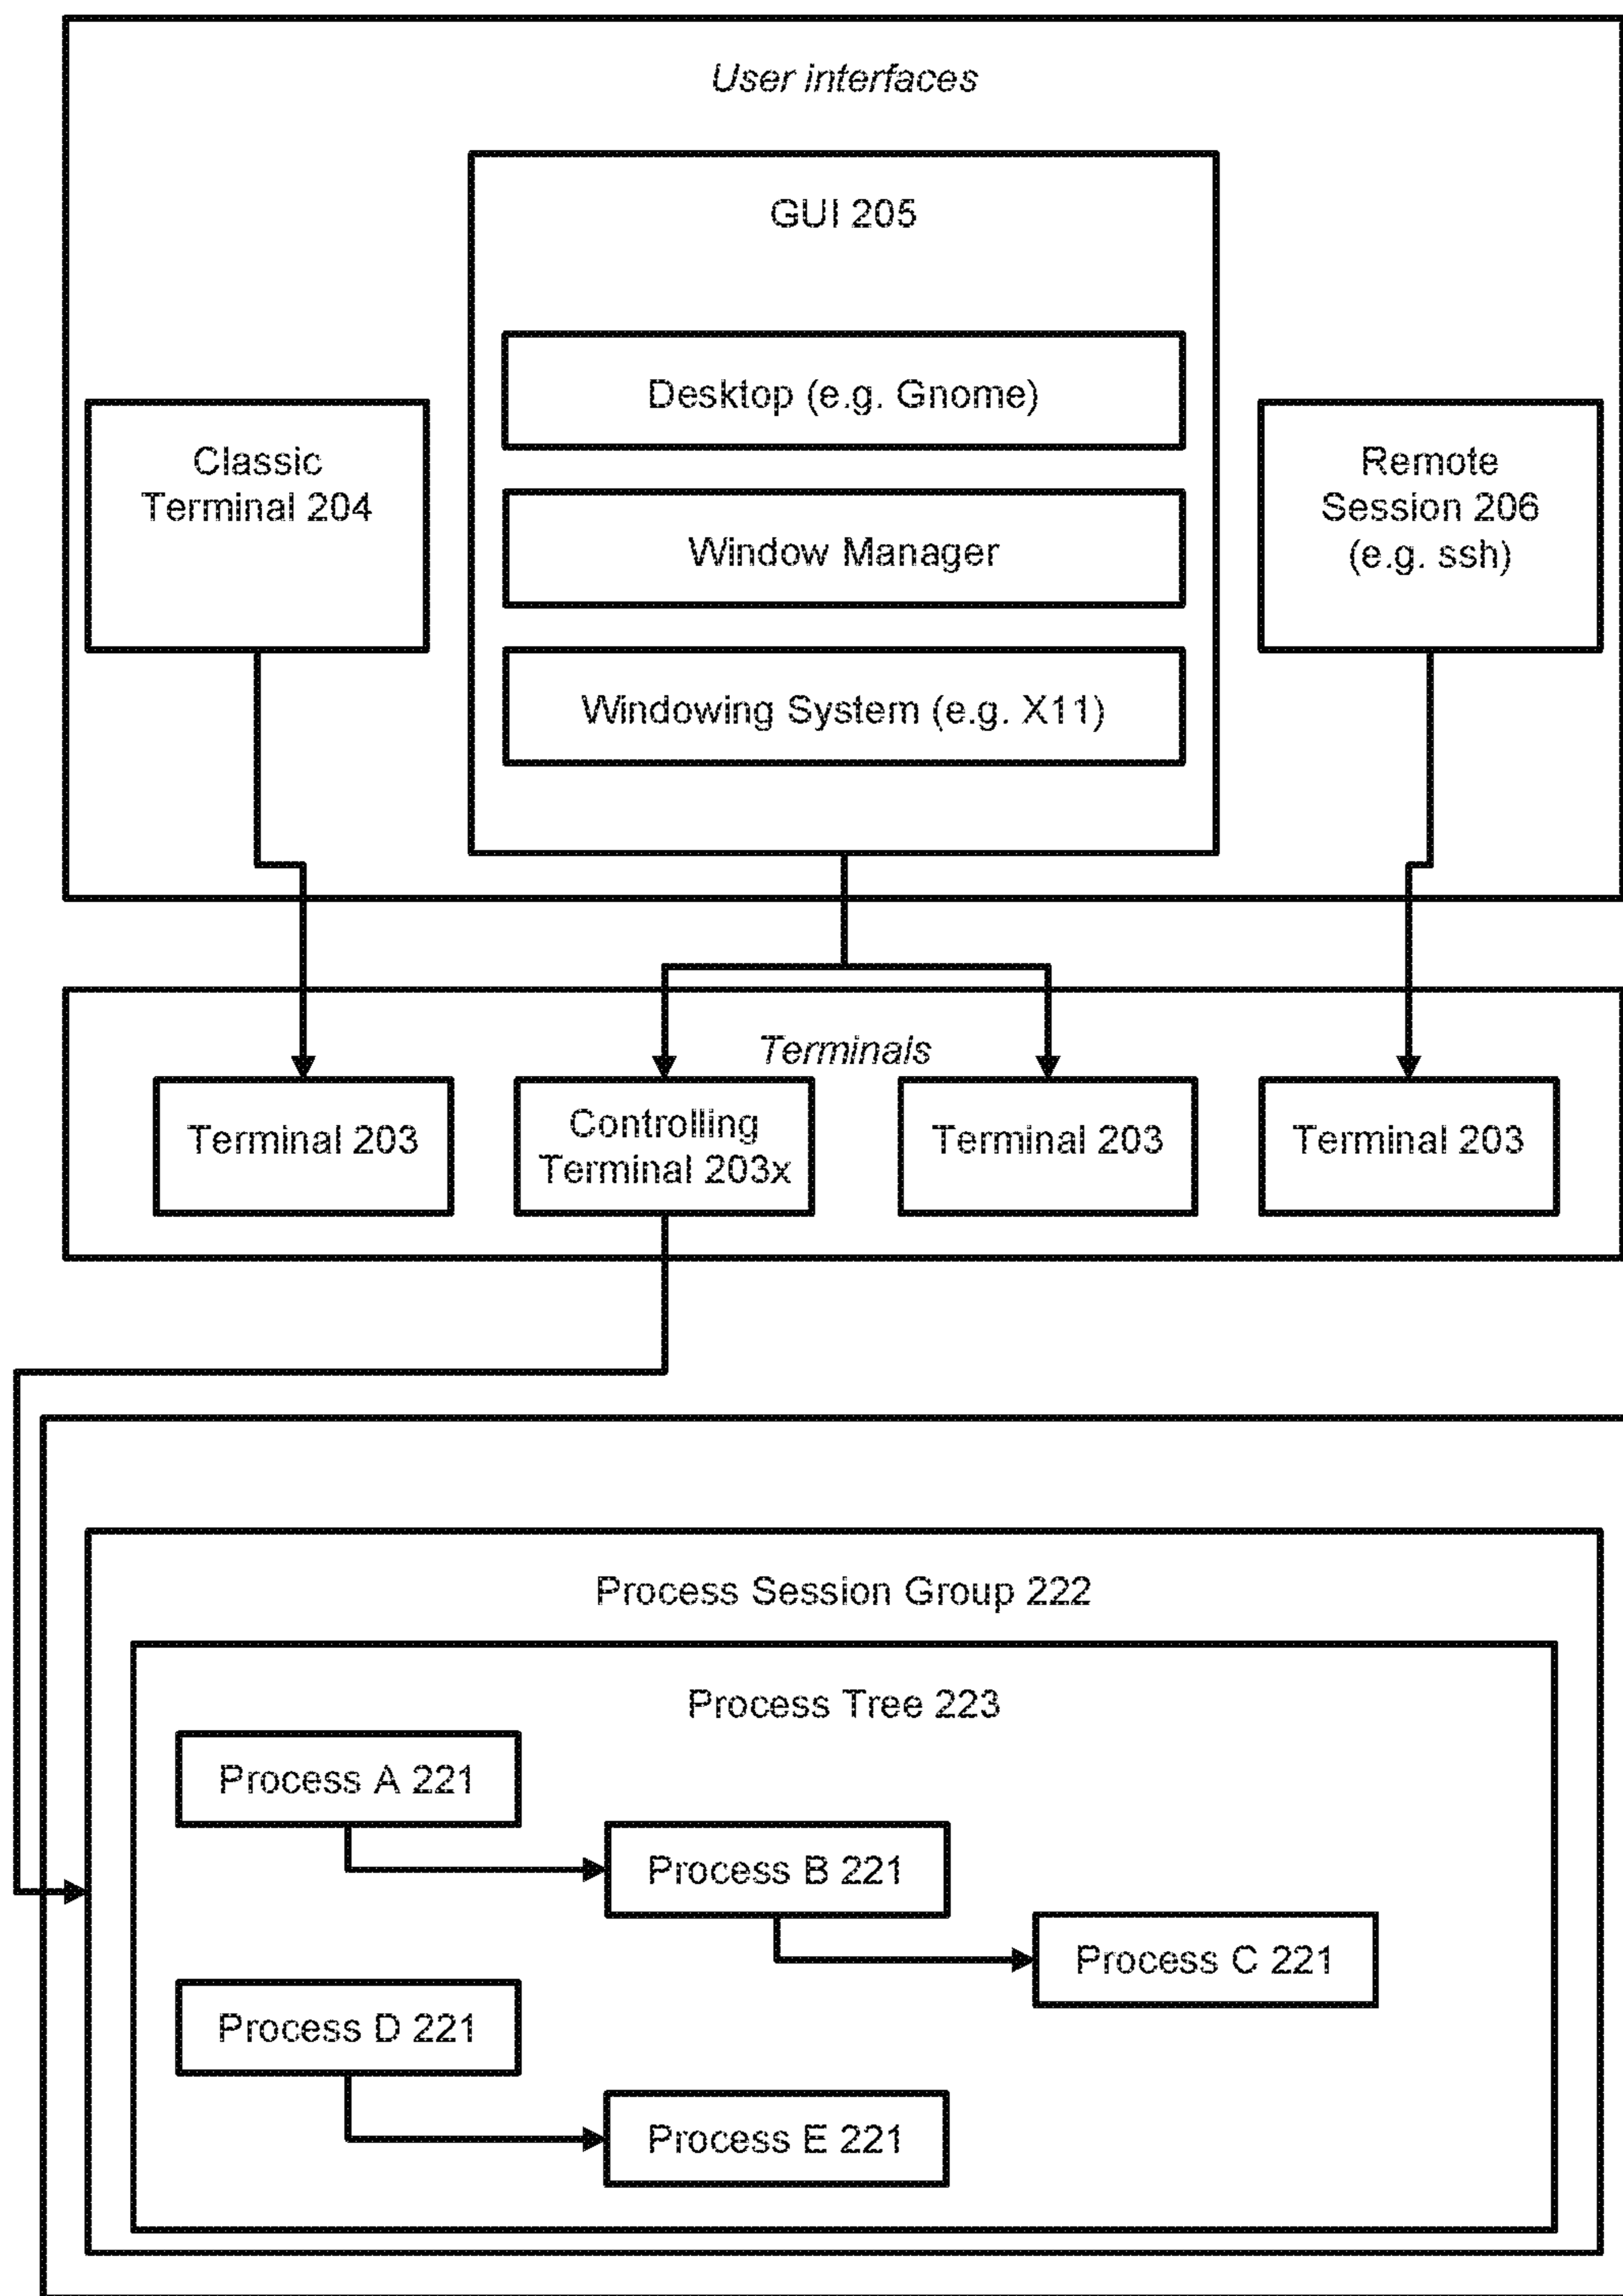 User interfaces
GUI 205
Desktop (e.g. Gnome)
Classic
Terminal 204
Remote
Session 206
(e.g. ssh)
Window Manager
Windowing System (e.g. X11)
Terminals
Terminal 203
Controlling
Terminal 203x
Terminal 203
Terminal 203
Process Session Group 222
Process Tree 223
Process A 221
Process B 221
Process C 221
Process D 221
Process E 221